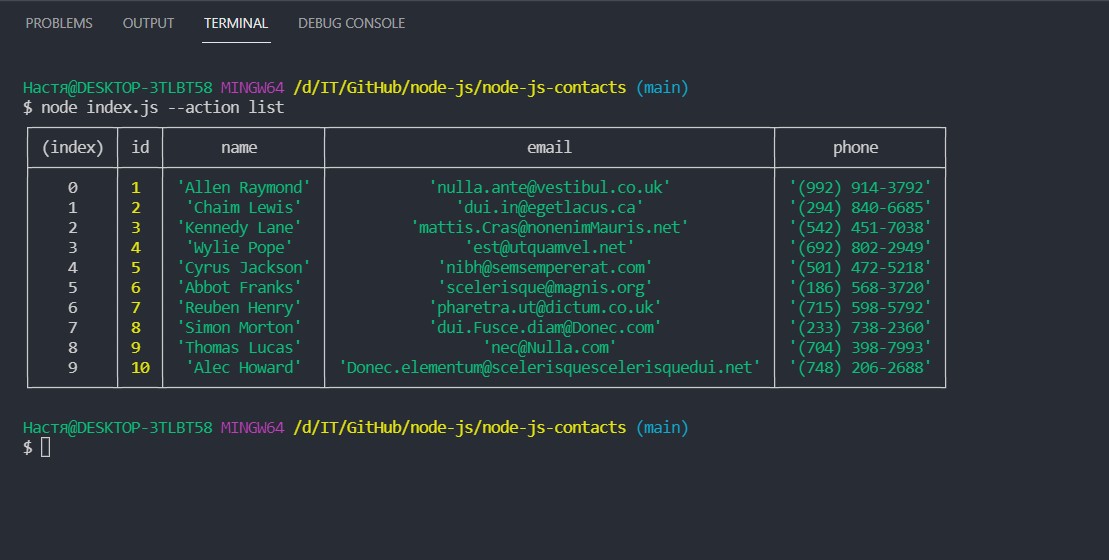 PROBLEMS OUTPUT TERMINAL DEBUG CONSOLE
Настя@DESKTOP-3TLBT58 MINGW64 /d/IT/GitHub/node-js/node-js-contacts (main)
$ node index.js --action list
(index) id name email phone
0 1 'Allen Raymond' 'nulla.ante@vestibul.co.uk' '(992) 914-3792'
1 2 'Chaim Lewis' 'dui.in@egetlacus.ca' '(294) 840-6685'
2 3 'Kennedy Lane' 'mattis.Cras@nonenimMauris.net' '(542) 451-7038'
3 4 'Wylie Pope' 'est@utquamvel.net' '(692) 802-2949'
4 5 'Cyrus Jackson' 'nibh@semsempererat.com' '(501) 472-5218'
5 6 'Abbot Franks' 'scelerisque@magnis.org' '(186) 568-3720'
6 7 'Reuben Henry' 'pharetra.ut@dictum.co.uk' '(715) 598-5792'
7 8 'Simon Morton' 'dui.Fusce.diam@Donec.com' '(233) 738-2360'
8 9 'Thomas Lucas' 'nec@Nulla.com' '(704) 398-7993'
9 10 'Alec Howard' 'Donec.elementum@scelerisquescelerisquedui.net' '(748) 206-2688'
Настя@DESKTOP-3TLBT58 MINGW64 /d/IT/GitHub/node-js/node-js-contacts (main)
$